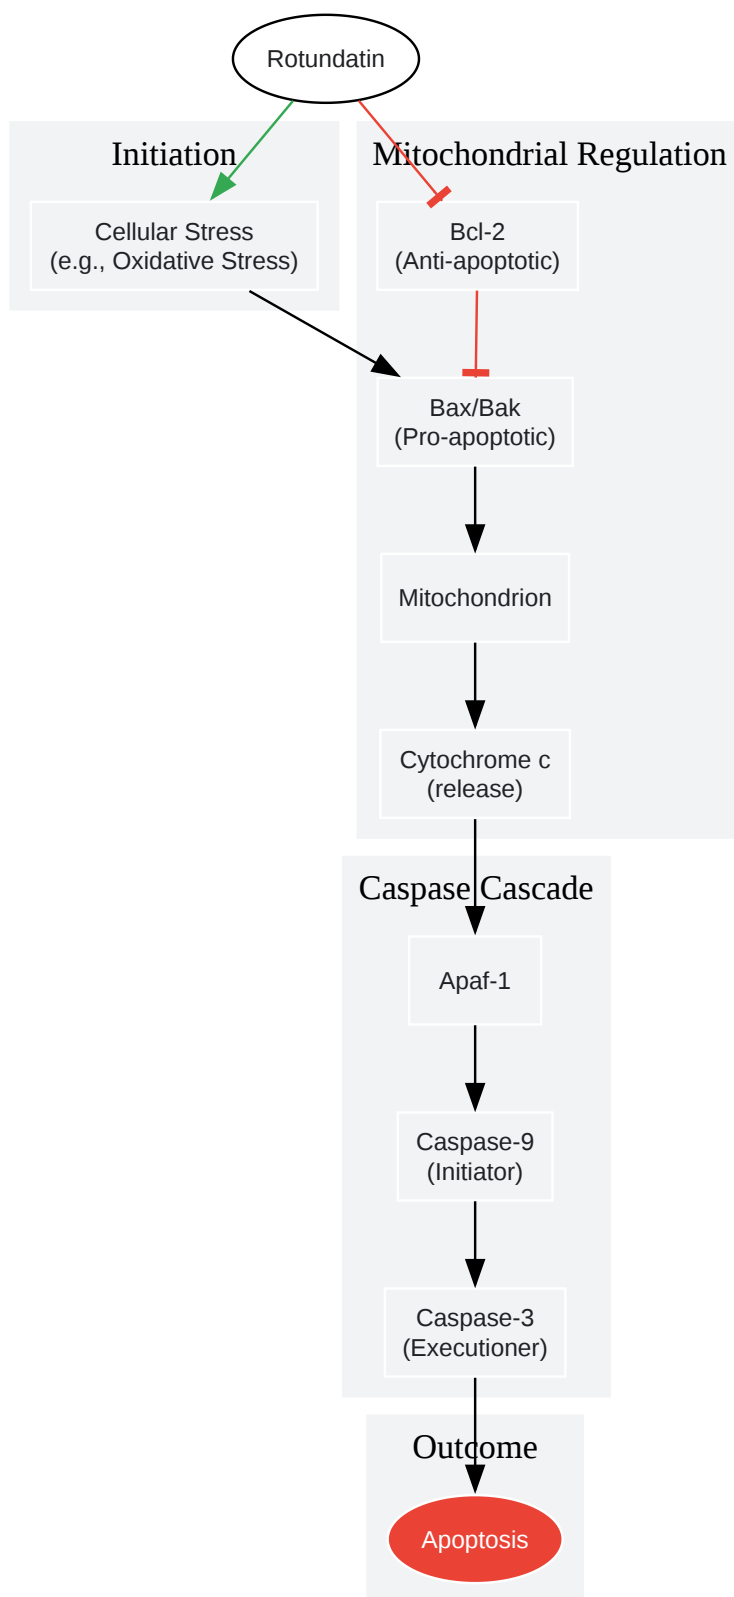 Rotundatin
Initiation
Mitochondrial Regulation
Cellular Stress
(e.g., Oxidative Stress)
Bcl-2
(Anti-apoptotic)
Bax/Bak
(Pro-apoptotic)
Mitochondrion
Cytochrome c
(release)
Caspase Cascade
Apaf-1
Caspase-9
(Initiator)
Caspase-3
(Executioner)
Outcome
Apoptosis